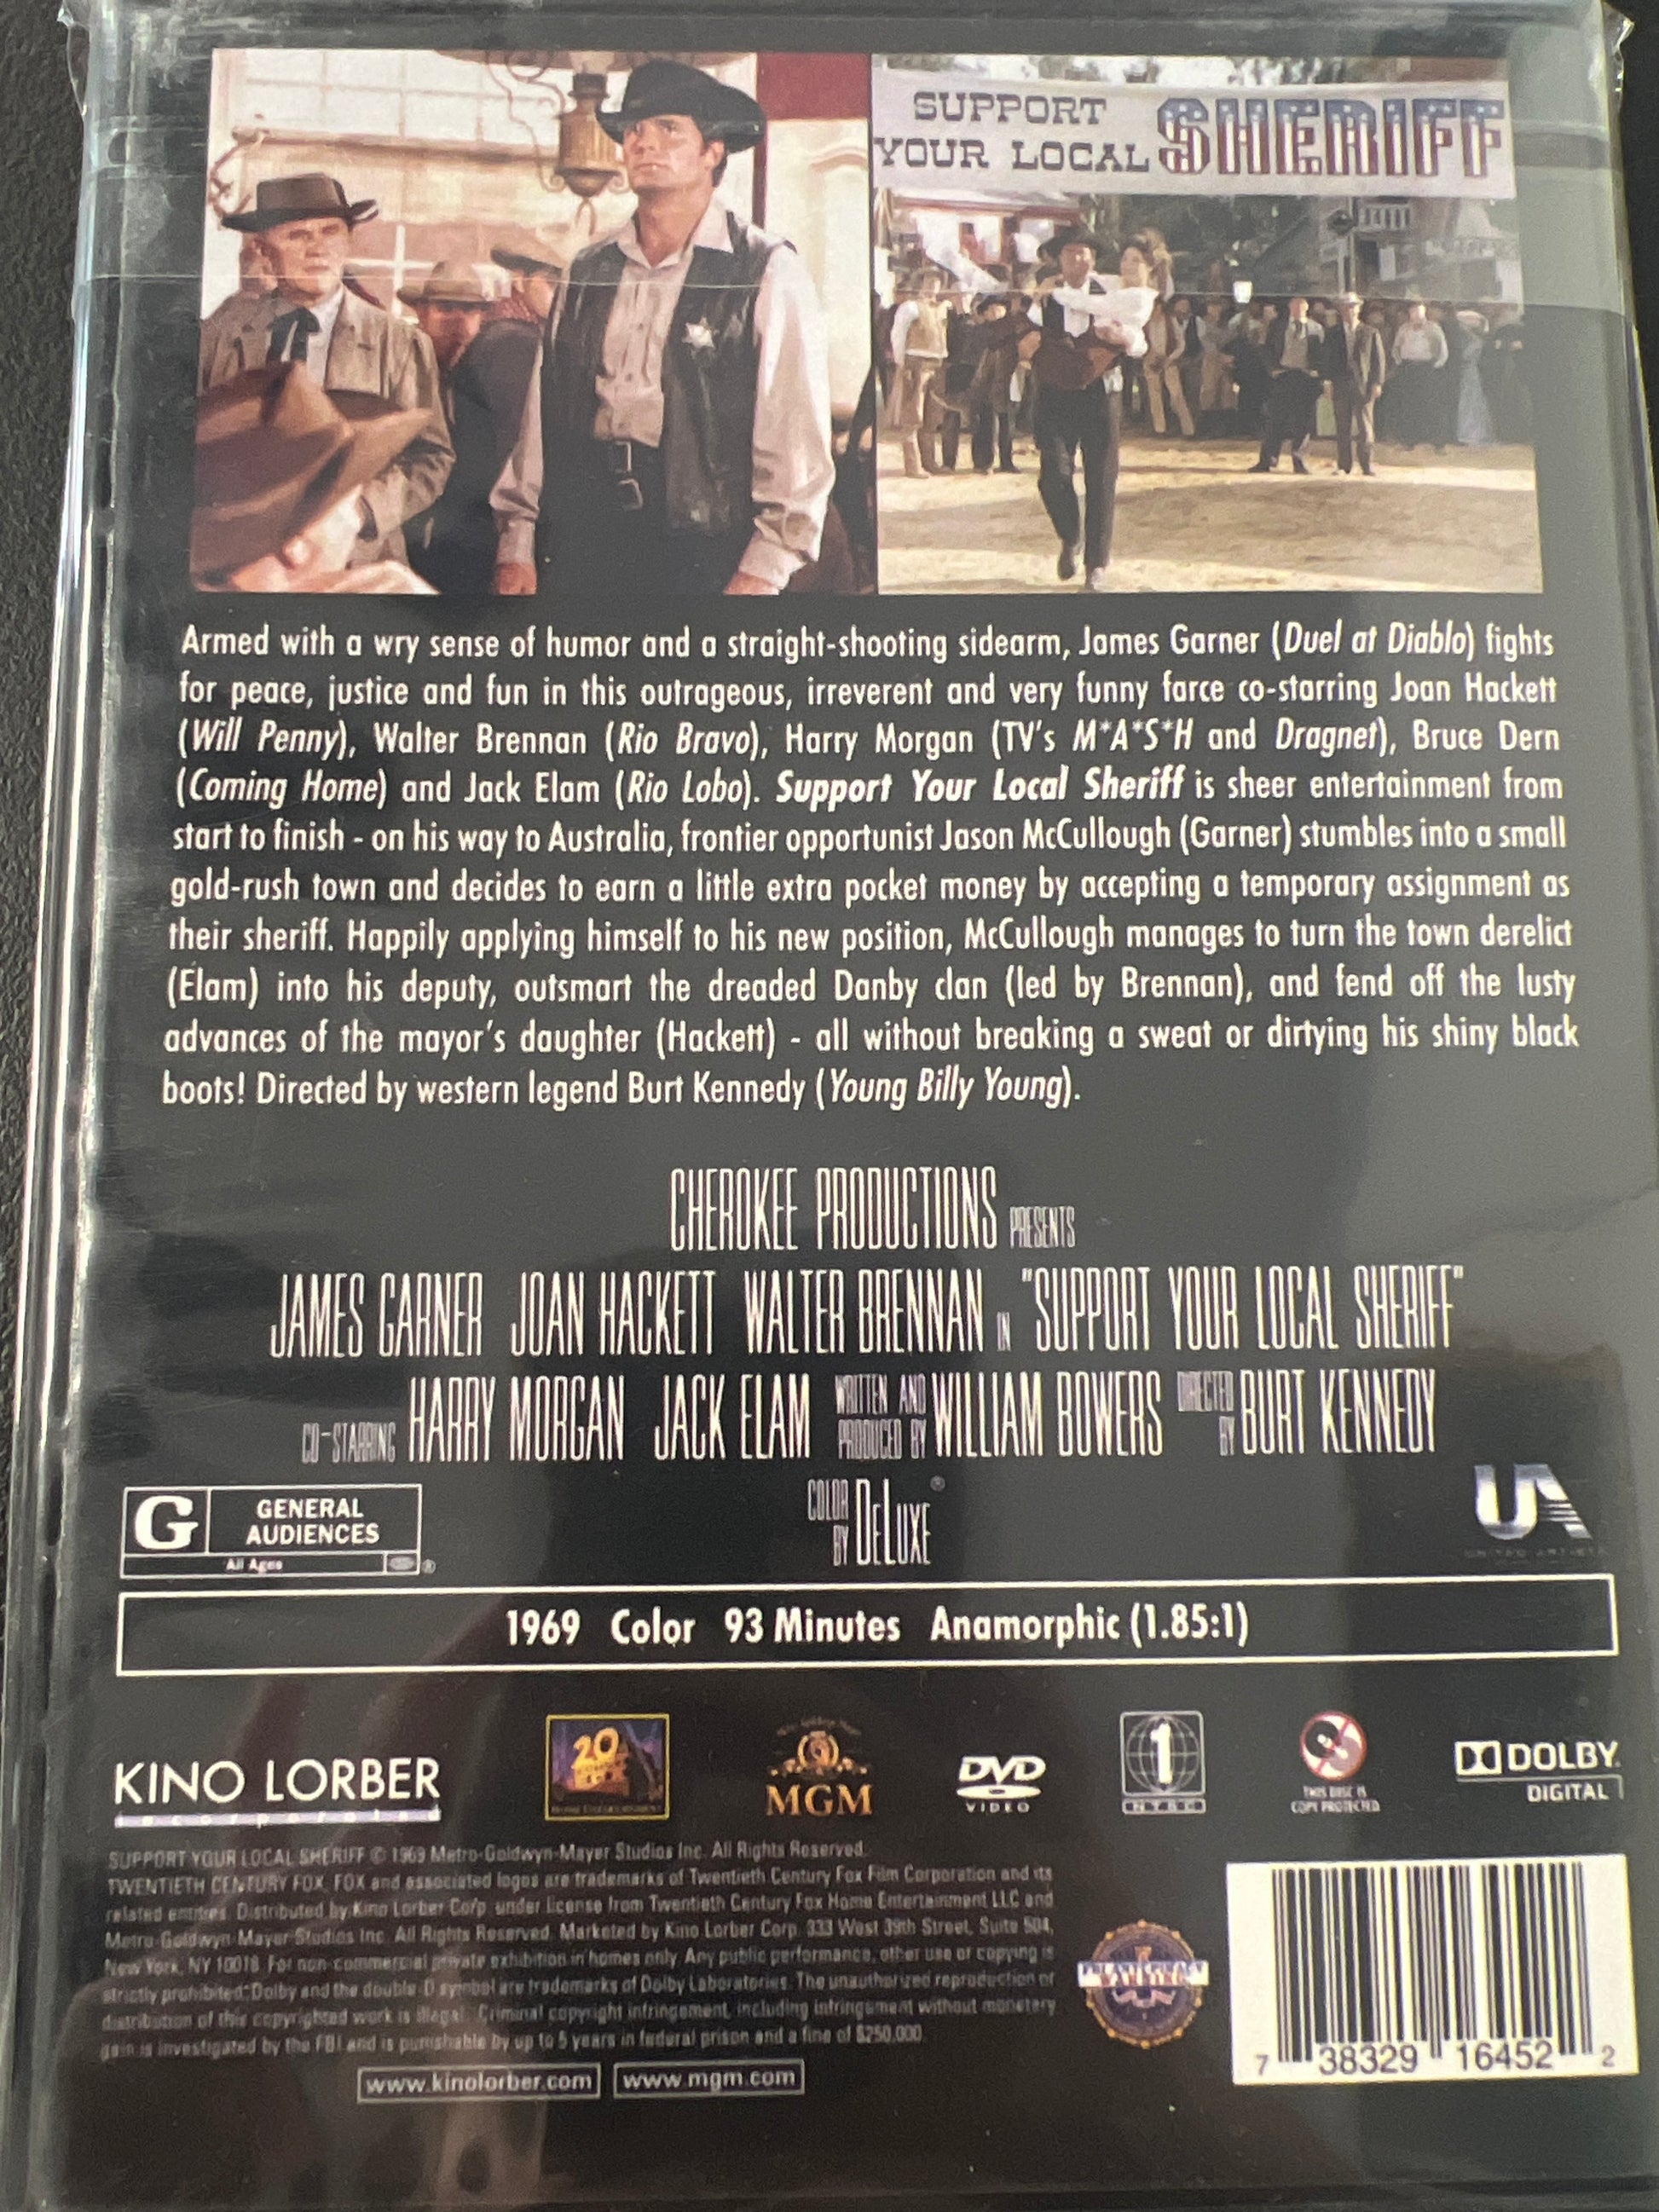 SUPPORT
YOUR LOCAL SHERIFF
Armed with a wry sense of humor and a straight-shooting sidearm, James Garner (Duel at Diablo) fights
for peace, justice and fun in this outrageous, irreverent and very funny farce co-starring Joan Hackett
(Will Penny), Walter Brennan (Rio Bravo), Harry Morgan (TV's M*A*S*H and Dragnet), Bruce Dern
(Coming Home) and Jack Elam (Rio Lobo). Support Your Local Sheriff is sheer entertainment from
start to finish - on his way to Australia, frontier opportunist Jason McCullough (Garner) stumbles into a small
gold-rush town and decides to earn a little extra pocket money by accepting a temporary assignment as
their sheriff. Happily applying himself to his new position, McCullough manages to turn the town derelict
(Elam) into his deputy, outsmart the dreaded Danby clan (led by Brennan), and fend off the lusty
advances of the mayor's daughter (Hackett) - all without breaking a sweat or dirtying his shiny black
boots! Directed by western legend Burt Kennedy (Young Billy Young).
CHEROKEE PRODUCTIONS PRESENTS
JAMES GARNER JOAN HACKETT WALTER BRENNAN IN "SUPPORT YOUR LOCAL SHERIFF"
CO-STARRING HARRY MORGAN JACK ELAM WRITTEN AND PRODUCED BY WILLIAM BOWERS DIRECTED BY BURT KENNEDY
COLOR BY DELUXE®
G GENERAL
AUDIENCES
All Ages ®
UA
UNITED ARTISTS
1969 Color 93 Minutes Anamorphic (1.85:1)
KINO LORBER
incorporated
20
MGM
DVD
VIDEO
1
NTSC
THIS DISC IS
COPY PROTECTED
DOLBY
DIGITAL
SUPPORT YOUR LOCAL SHERIFF © 1969 Metro-Goldwyn-Mayer Studios Inc. All Rights Reserved.
TWENTIETH CENTURY FOX, FOX and associated logos are trademarks of Twentieth Century Fox Film Corporation and its
related entities. Distributed by Kino Lorber Corp. under license from Twentieth Century Fox Home Entertainment LLC and
Metro-Goldwyn-Mayer Studios Inc. All Rights Reserved. Marketed by Kino Lorber Corp. 333 West 39th Street, Suite 504,
New York, NY 10018. For non-commercial private exhibition in homes only. Any public performance, other use or copying is
strictly prohibited. Dolby and the double-D symbol are trademarks of Dolby Laboratories. The unauthorized reproduction or
distribution of this copyrighted work is illegal. Criminal copyright infringement, including infringement without monetary
gain is investigated by the FBI and is punishable by up to 5 years in federal prison and a fine of $250,000.
www.kinolorber.com www.mgm.com
7 38329 16452 2